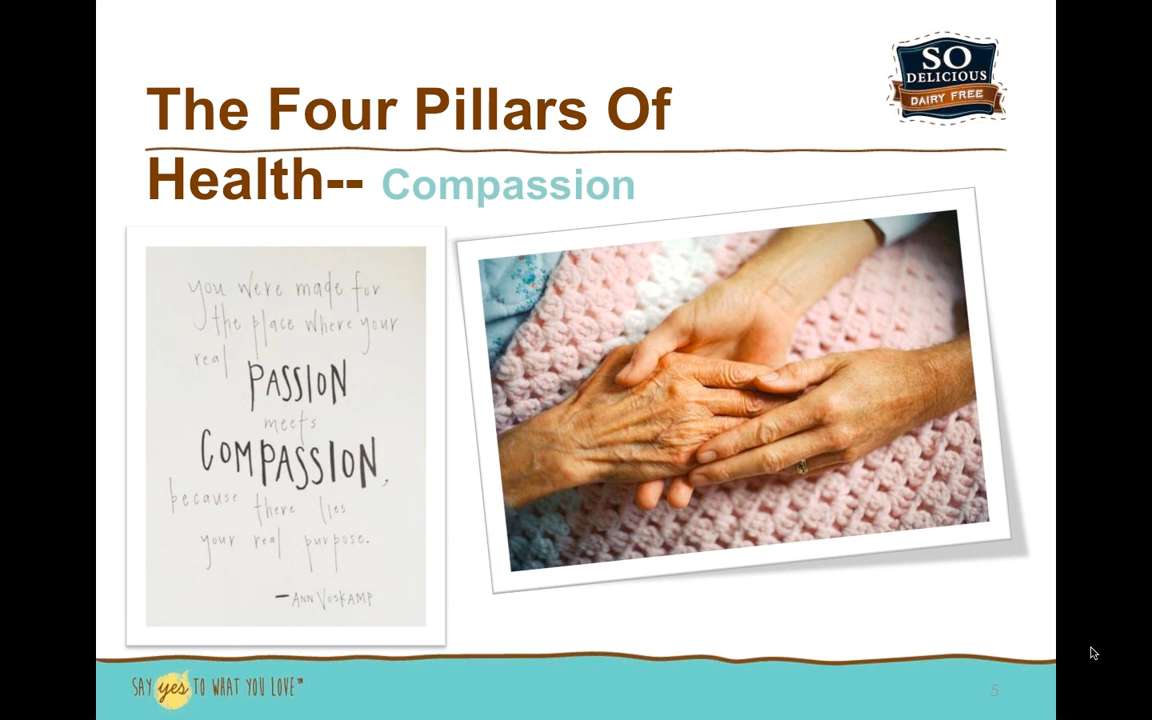 SO
DELICIOUS
DAIRY FREE
The Four Pillars Of
Health-- Compassion
you were made for
the place where your
real PASSION
meets
COMPASSION,
because there lies
your real purpose.
—ANN VOSKAMP
SAY yes TO WHAT YOU LOVE™
5